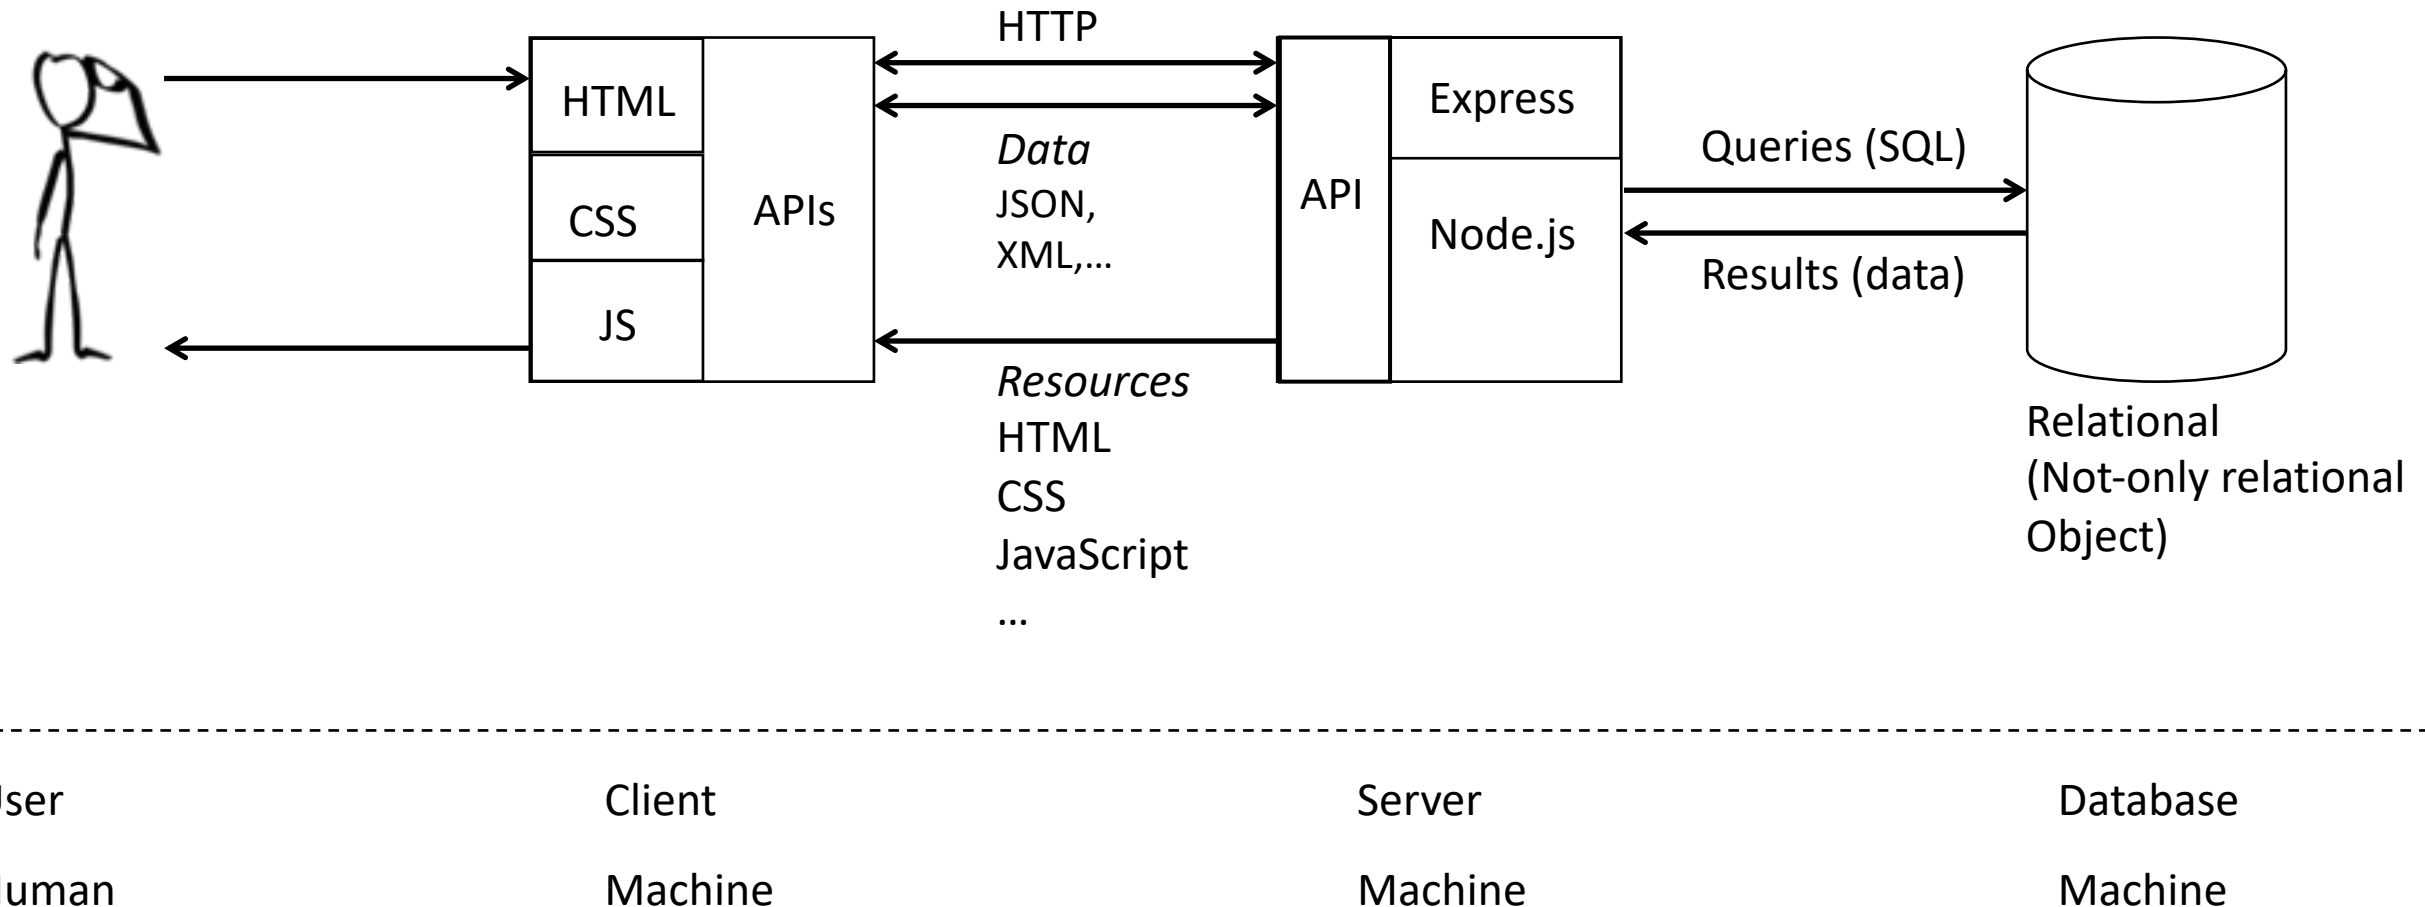 HTTP
HTML
CSS
JS
APIs
Data
JSON,
XML,...
Resources
HTML
CSS
JavaScript
...
API
Express
Node.js
Queries (SQL)
Results (data)
Relational
(Not-only relational
Object)
Client
Server
Database
Machine
Machine
Machine